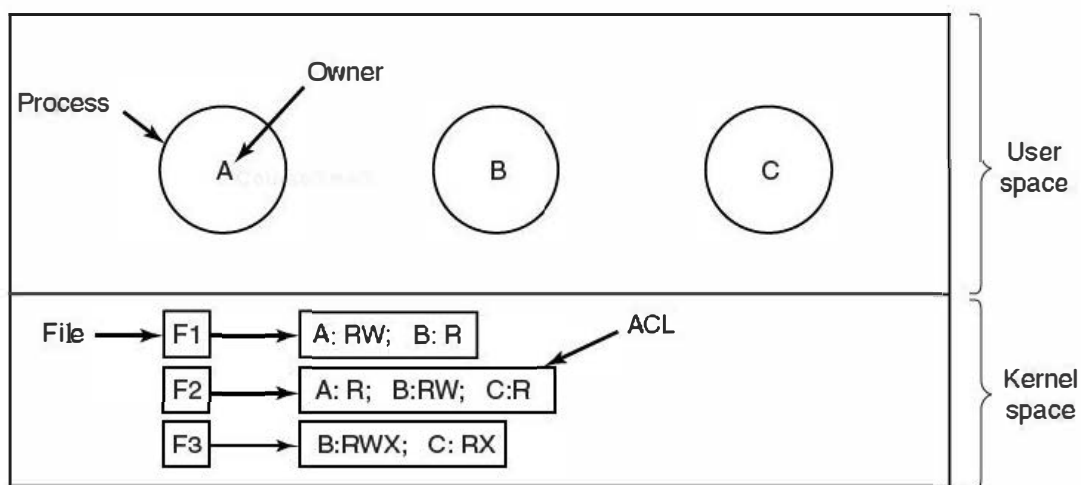 Owner
Process
A
B
C
User
space
File
F1
A: RW; B: R
ACL
F2
A: R; B:RW; C:R
F3
B:RWX; C: RX
Kernel
space